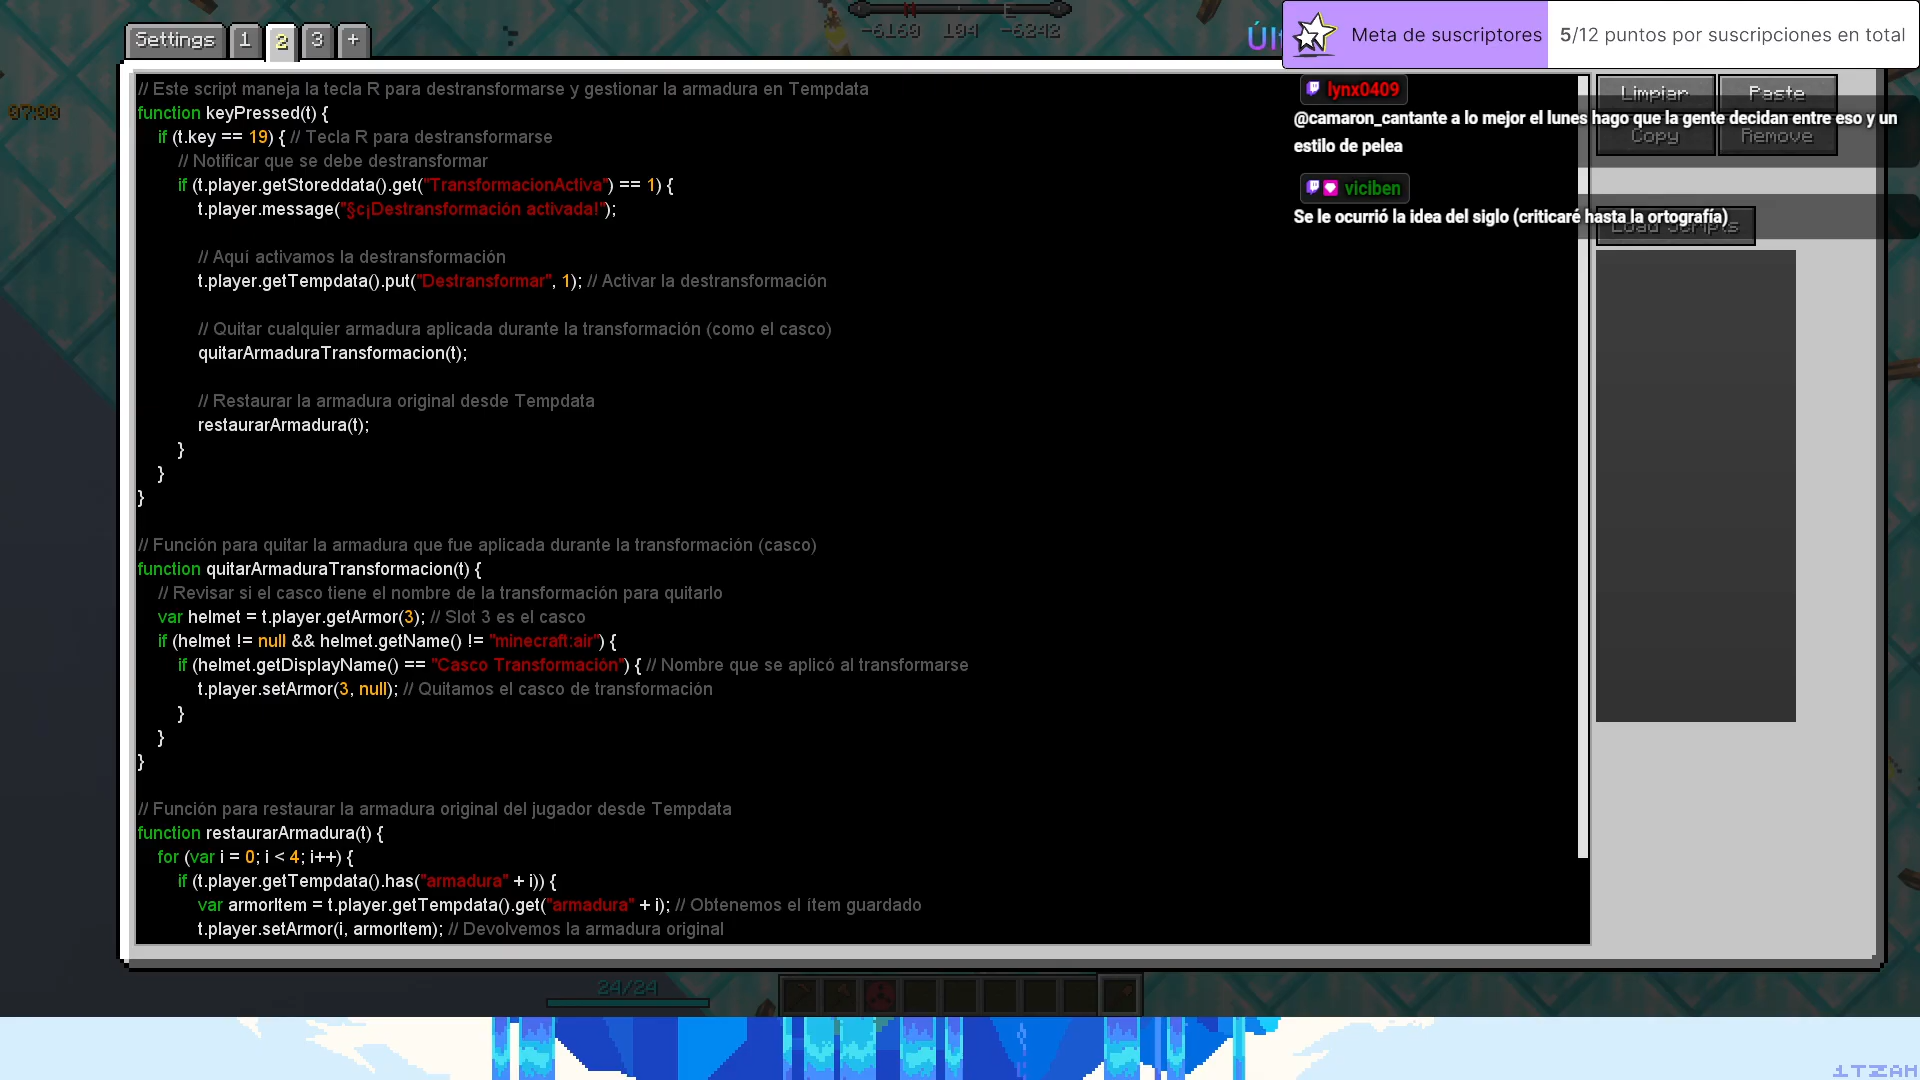 Settings 1 2 3 +
-6160 104 -6242
Meta de suscriptores 5/12 puntos por suscripciones en total
07:00
// Este script maneja la tecla R para destransformarse y gestionar la armadura en Tempdata
function keyPressed(t) {
if (t.key == 19) { // Tecla R para destransformarse
// Notificar que se debe destransformar
if (t.player.getStoreddata().get("TransformacionActiva") == 1) {
t.player.message("§c¡Destransformación activada!");
// Aquí activamos la destransformación
t.player.getTempdata().put("Destransformar", 1); // Activar la destransformación
// Quitar cualquier armadura aplicada durante la transformación (como el casco)
quitarArmaduraTransformacion(t);
// Restaurar la armadura original desde Tempdata
restaurarArmadura(t);
}
}
}
// Función para quitar la armadura que fue aplicada durante la transformación (casco)
function quitarArmaduraTransformacion(t) {
// Revisar si el casco tiene el nombre de la transformación para quitarlo
var helmet = t.player.getArmor(3); // Slot 3 es el casco
if (helmet != null && helmet.getName() != "minecraft:air") {
if (helmet.getDisplayName() == "Casco Transformación") { // Nombre que se aplicó al transformarse
t.player.setArmor(3, null); // Quitamos el casco de transformación
}
}
}
// Función para restaurar la armadura original del jugador desde Tempdata
function restaurarArmadura(t) {
for (var i = 0; i < 4; i++) {
if (t.player.getTempdata().has("armadura" + i)) {
var armorItem = t.player.getTempdata().get("armadura" + i); // Obtenemos el ítem guardado
t.player.setArmor(i, armorItem); // Devolvemos la armadura original
lynx0409
@camaron_cantante a lo mejor el lunes hago que la gente decidan entre eso y un
estilo de pelea
viciben
Se le ocurrió la idea del siglo (criticaré hasta la ortografía)
Limpiar Paste
Copy Remove
Load Scripts
24/24